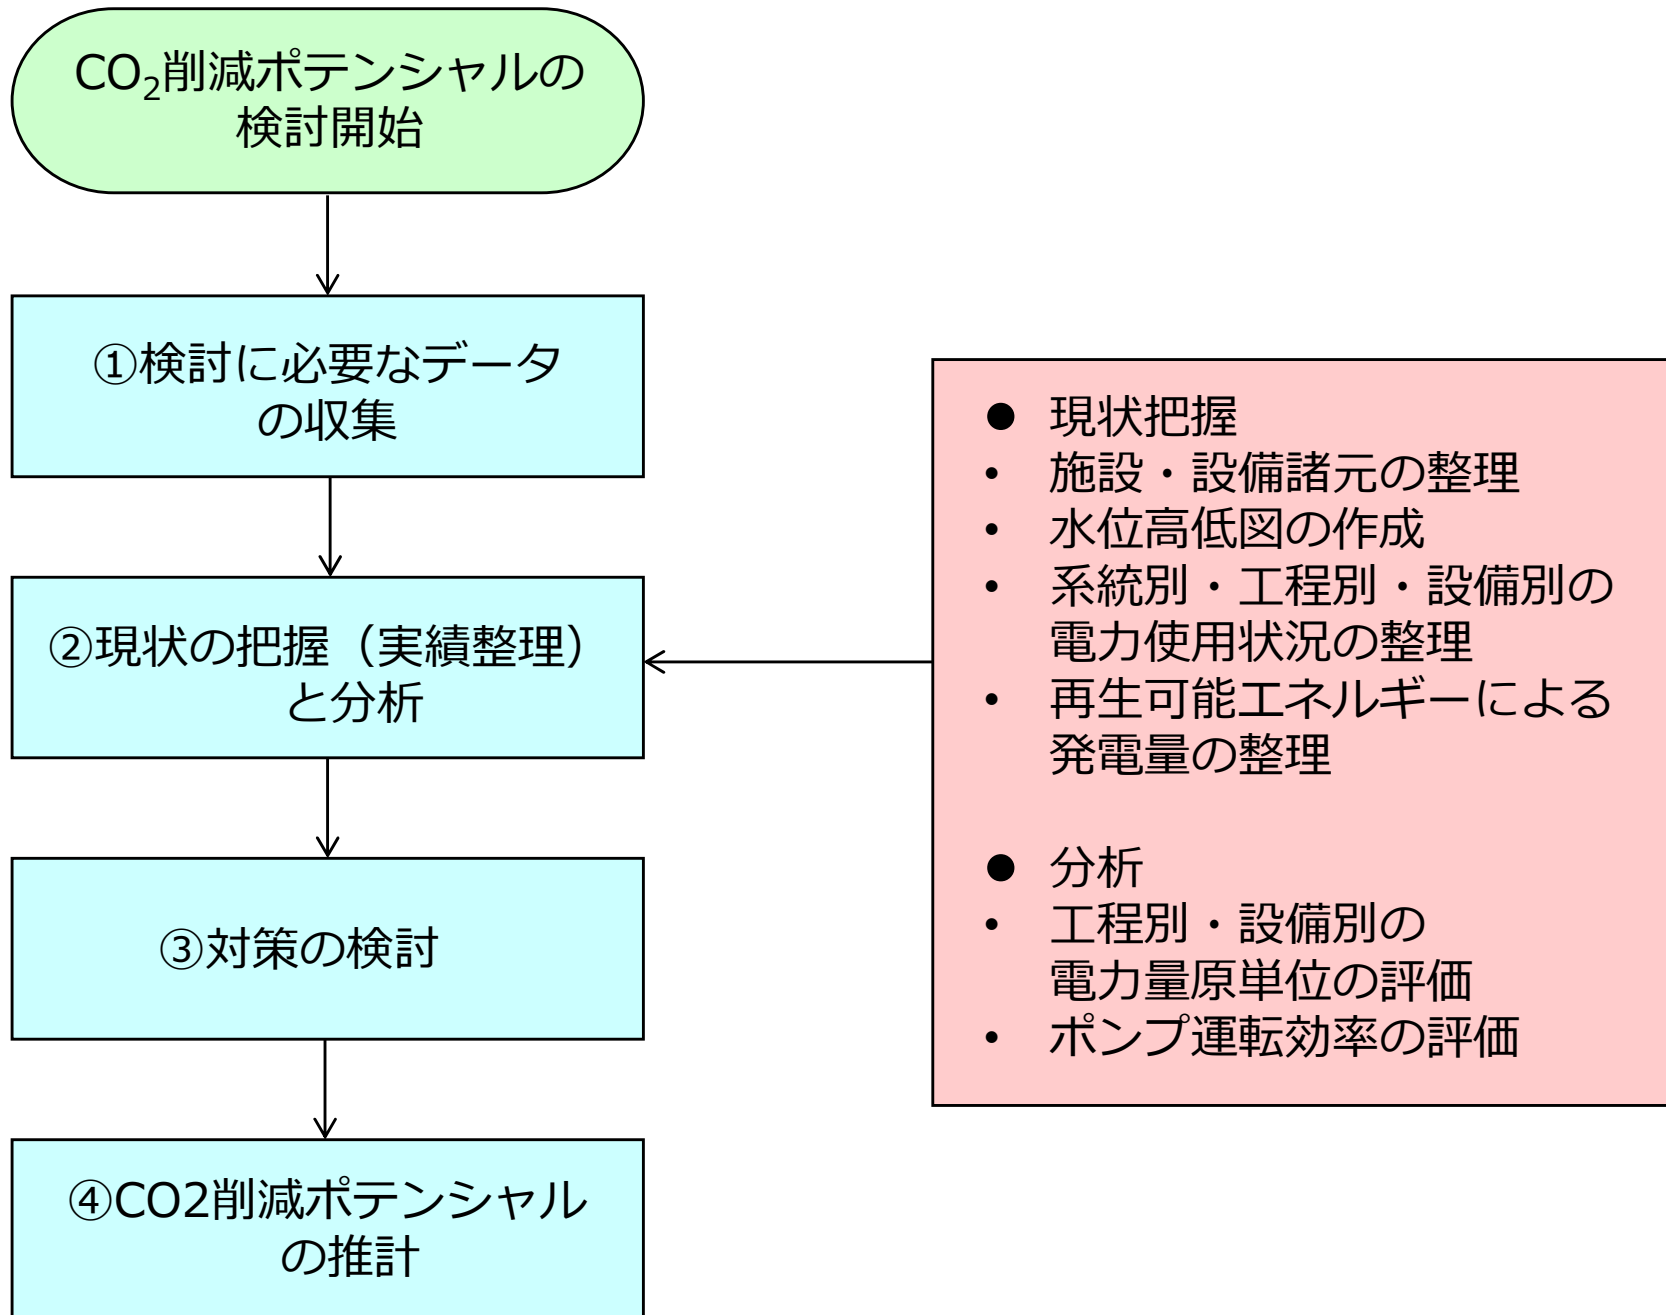 CO₂削減ポテンシャルの
検討開始
①検討に必要なデータ
の収集
②現状の把握（実績整理）
と分析
③対策の検討
④CO2削減ポテンシャル
の推計
● 現状把握
• 施設・設備諸元の整理
• 水位高低図の作成
• 系統別・工程別・設備別の
電力使用状況の整理
• 再生可能エネルギーによる
発電量の整理
● 分析
• 工程別・設備別の
電力量原単位の評価
• ポンプ運転効率の評価